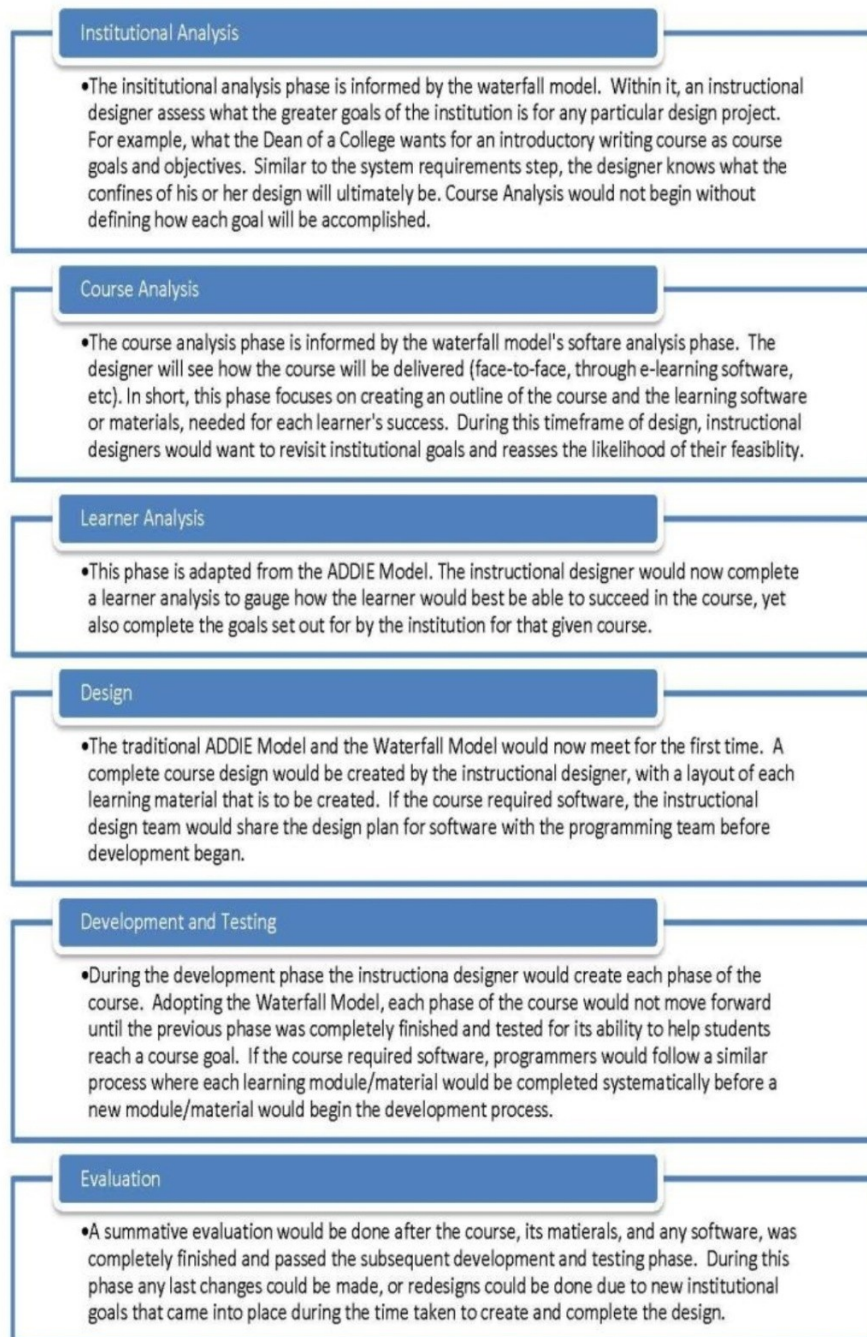 Institutional Analysis
•The insititutional analysis phase is informed by the waterfall model. Within it, an instructional
designer assess what the greater goals of the institution is for any particular design project.
For example, what the Dean of a College wants for an introductory writing course as course
goals and objectives. Similar to the system requirements step, the designer knows what the
confines of his or her design will ultimately be. Course Analysis would not begin without
defining how each goal will be accomplished.
Course Analysis
•The course analysis phase is informed by the waterfall model's softare analysis phase. The
designer will see how the course will be delivered (face-to-face, through e-learning software,
etc). In short, this phase focuses on creating an outline of the course and the learning software
or materials, needed for each learner's success. During this timeframe of design, instructional
designers would want to revisit institutional goals and reasses the likelihood of their feasiblity.
Learner Analysis
•This phase is adapted from the ADDIE Model. The instructional designer would now complete
a learner analysis to gauge how the learner would best be able to succeed in the course, yet
also complete the goals set out for by the institution for that given course.
Design
•The traditional ADDIE Model and the Waterfall Model would now meet for the first time. A
complete course design would be created by the instructional designer, with a layout of each
learning material that is to be created. If the course required software, the instructional
design team would share the design plan for software with the programming team before
development began.
Development and Testing
•During the development phase the instructiona designer would create each phase of the
course. Adopting the Waterfall Model, each phase of the course would not move forward
until the previous phase was completely finished and tested for its ability to help students
reach a course goal. If the course required software, programmers would follow a similar
process where each learning module/material would be completed systematically before a
new module/material would begin the development process.
Evaluation
•A summative evaluation would be done after the course, its matierals, and any software, was
completely finished and passed the subsequent development and testing phase. During this
phase any last changes could be made, or redesigns could be done due to new institutional
goals that came into place during the time taken to create and complete the design.